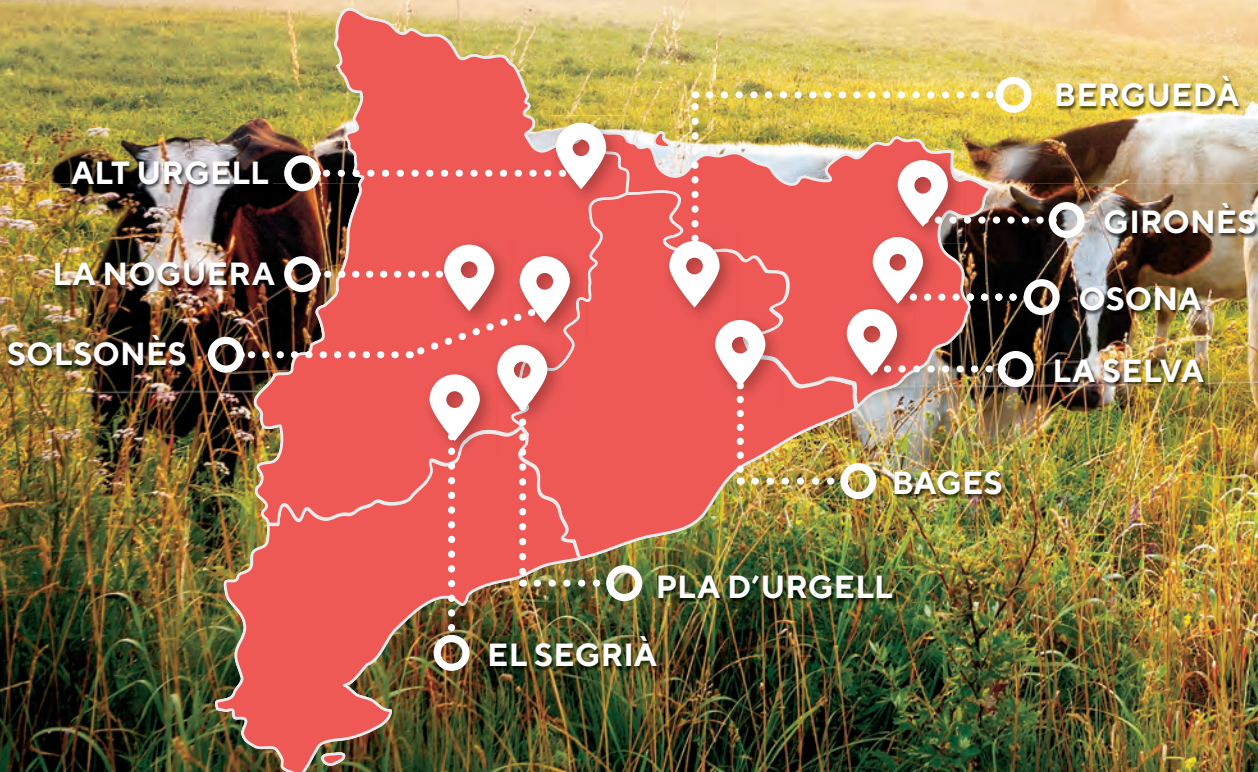 BERGUEDÀ
ALT URGELL
GIRONÈS
LA NOGUERA
OSONA
SOLSONÈS
LA SELVA
BAGES
PLA D'URGELL
EL SEGRIÀ